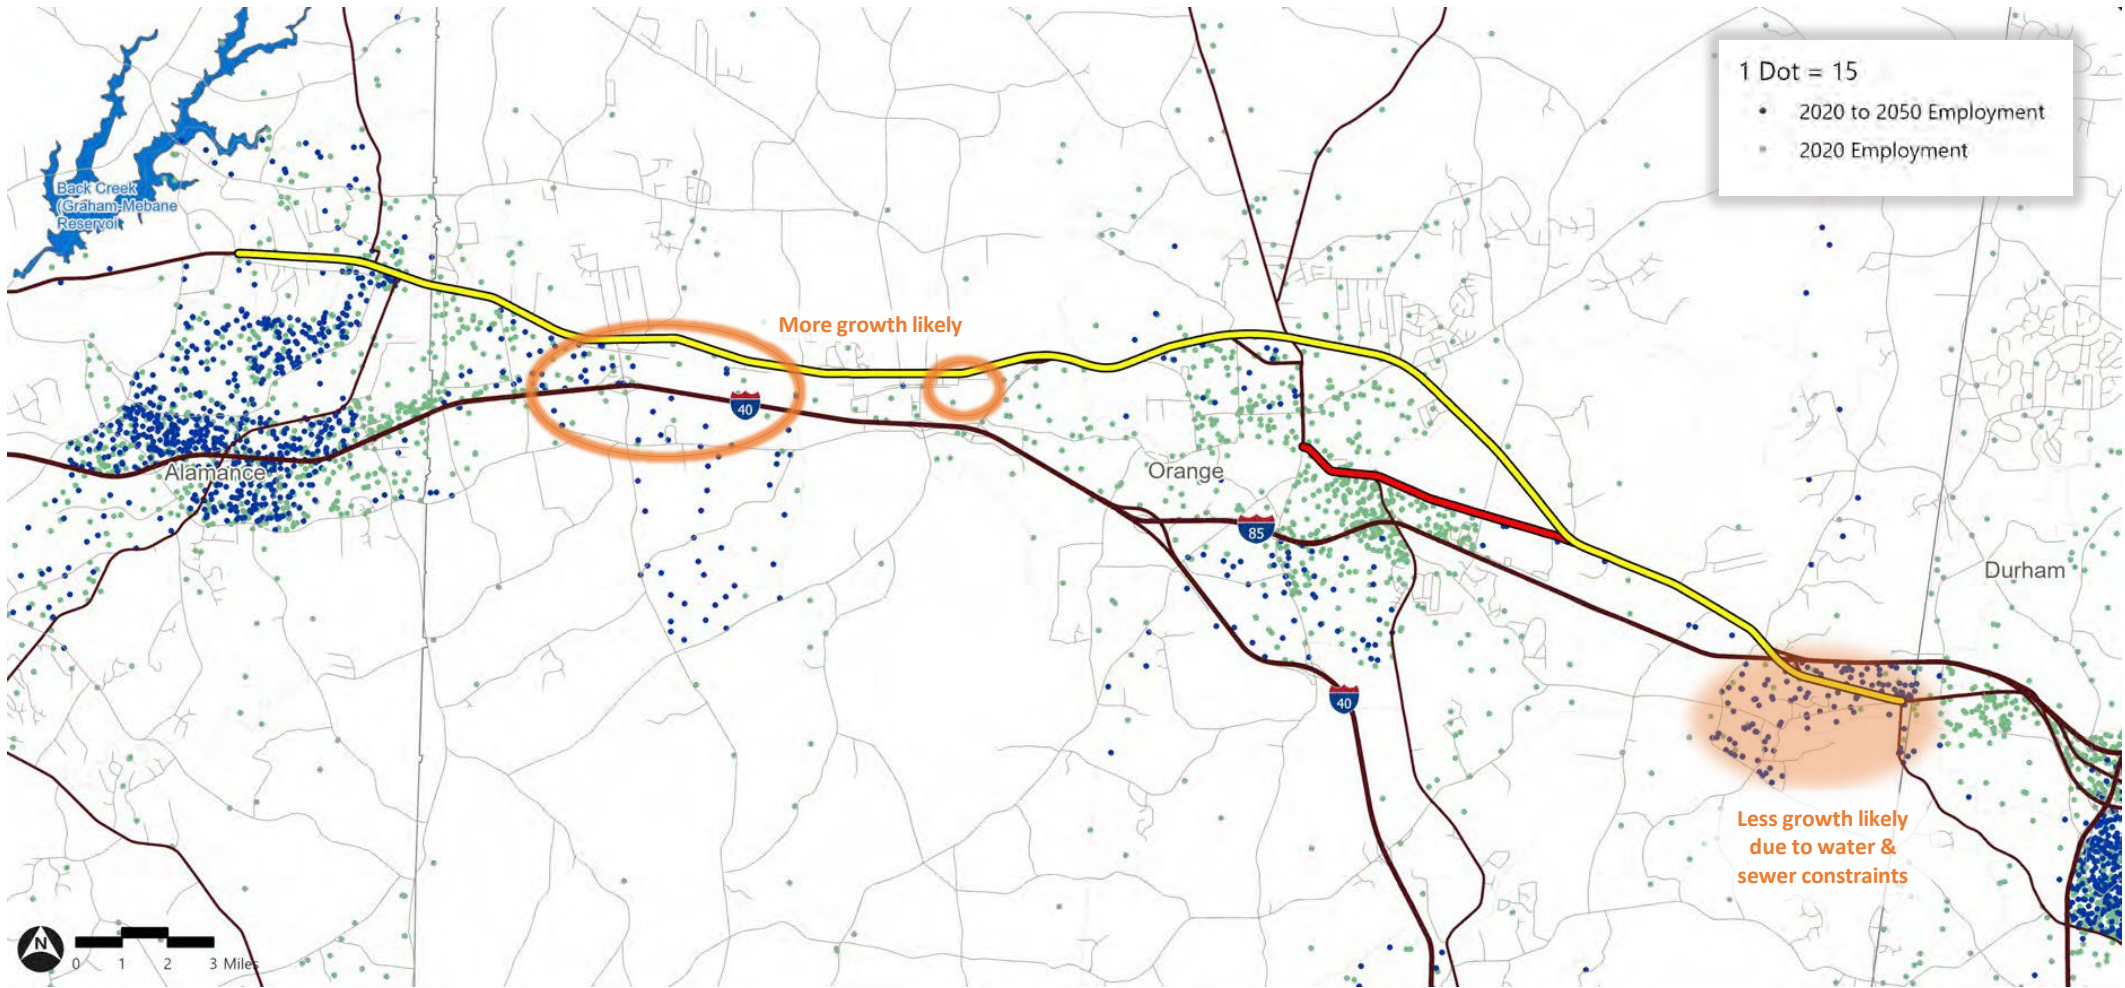 1 Dot = 15
2020 to 2050 Employment
2020 Employment
Back Creek
(Graham-Mebane
Reservoir
More growth likely
40
Alamance
Orange
85
Durham
40
Less growth likely
due to water &
sewer constraints
N
0 1 2 3 Miles